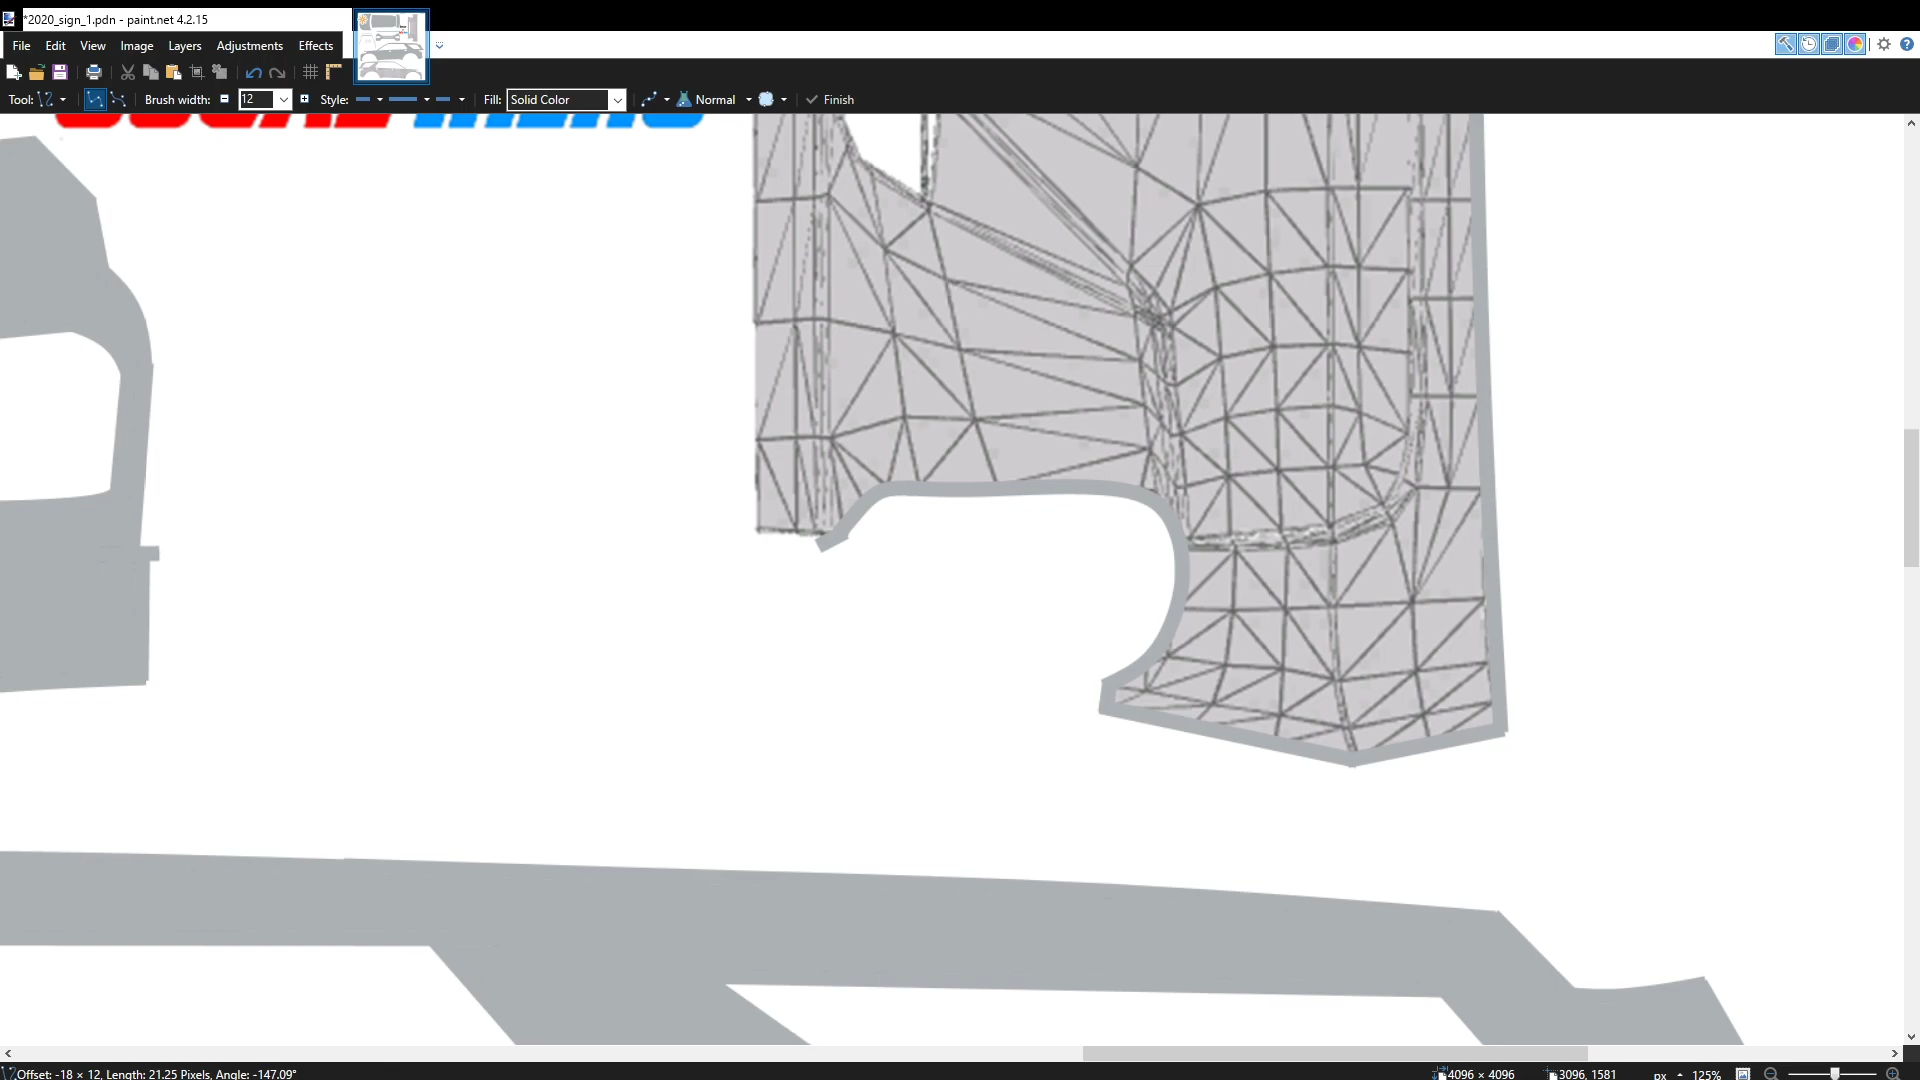 *2020_sign_1.pdn - paint.net 4.2.15
File Edit View Image Layers Adjustments Effects
Tool: Brush width: 12 Style: Fill: Solid Color Normal Finish
Offset: -18 × 12, Length: 21.25 Pixels, Angle: -147.09° 4096 × 4096 3096, 1581 px 125%